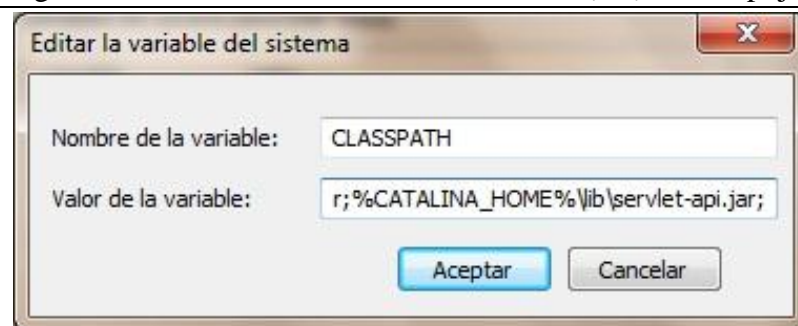 Editar la variable del sistema
Nombre de la variable: CLASSPATH
Valor de la variable: r;%CATALINA_HOME%\lib\servlet-api.jar;
Aceptar Cancelar